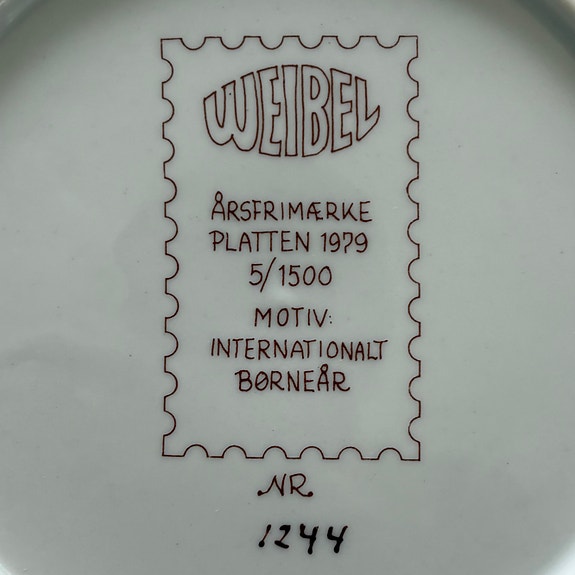 WEIBEL
ÅRSFRIMÆRKE
PLATTEN 1979
5/1500
MOTIV:
INTERNATIONALT
BØRNEÅR
NR
1244